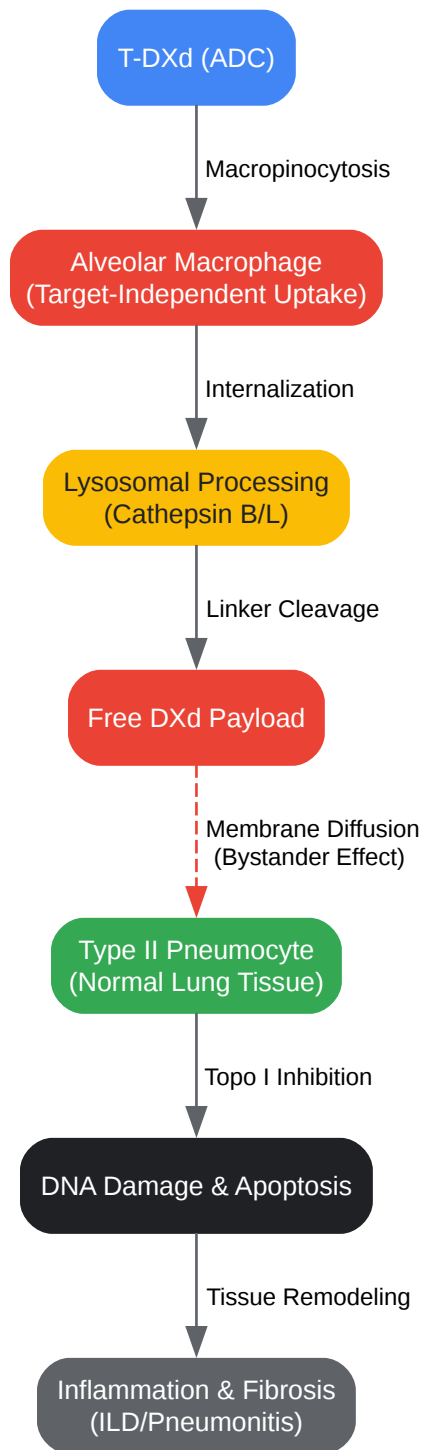 T-DXd (ADC)
Macropinocytosis
Alveolar Macrophage
(Target-Independent Uptake)
Internalization
Lysosomal Processing
(Cathepsin B/L)
Linker Cleavage
Free DXd Payload
Membrane Diffusion
(Bystander Effect)
Type II Pneumocyte
(Normal Lung Tissue)
Topo I Inhibition
DNA Damage & Apoptosis
Tissue Remodeling
Inflammation & Fibrosis
(ILD/Pneumonitis)